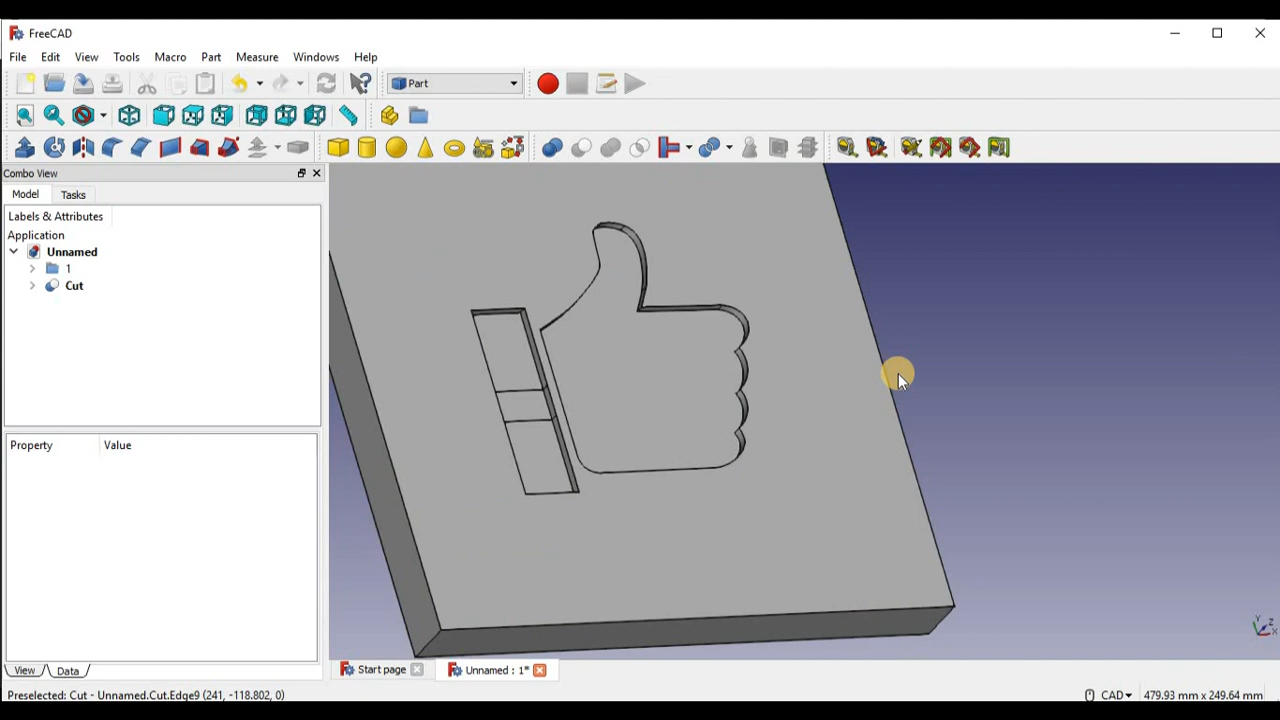 FreeCAD
File Edit View Tools Macro Part Measure Windows Help
Part
Combo View
Model Tasks
Labels & Attributes
Application
Unnamed
1
Cut
Property Value
View Data
Start page Unnamed : 1*
Preselected: Cut - Unnamed.Cut.Edge9 (241, -118.802, 0) CAD 479.93 mm x 249.64 mm